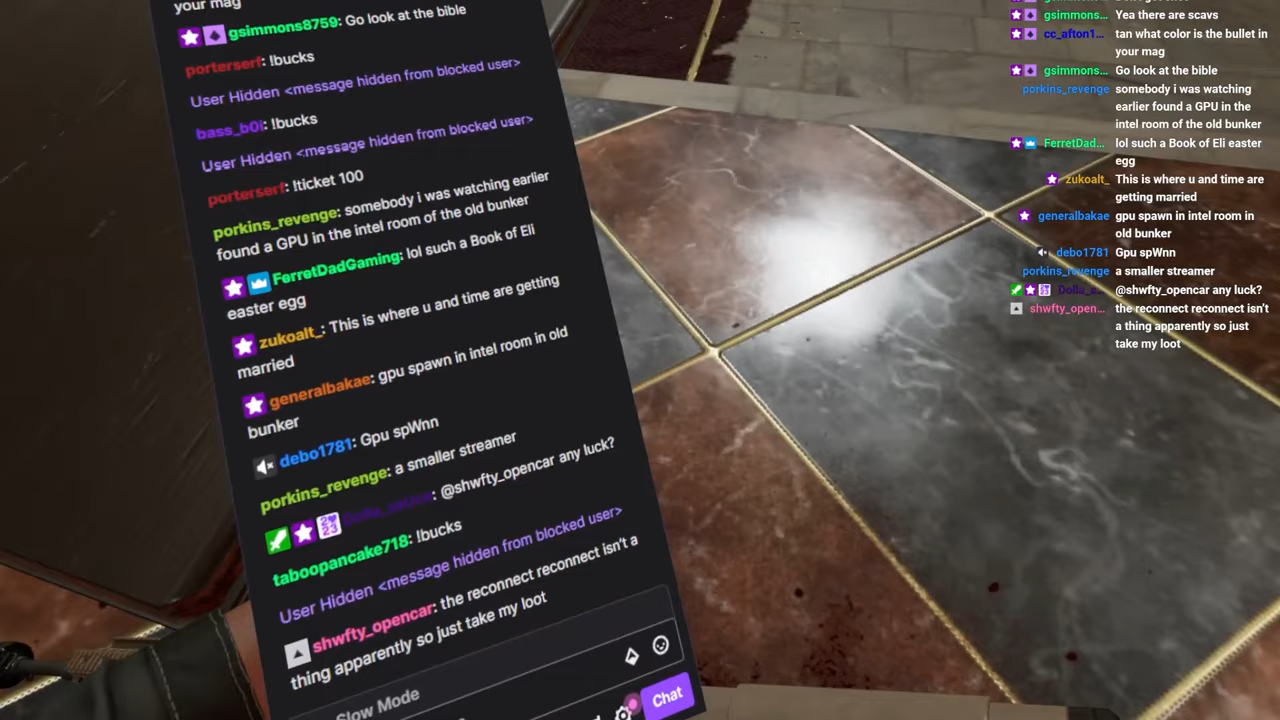 your mag
gsimmons8759: Go look at the bible
porterserf: !bucks
User Hidden <message hidden from blocked user>
bass_b0i: !bucks
User Hidden <message hidden from blocked user>
porterserf: !ticket 100
porkins_revenge: somebody i was watching earlier
found a GPU in the intel room of the old bunker
FerretDadGaming: lol such a Book of Eli
easter egg
zukoalt_: This is where u and time are getting
married
generalbakae: gpu spawn in intel room in old
bunker
debo1781: Gpu spWnn
porkins_revenge: a smaller streamer
: @shwfty_opencar any luck?
taboopancake718: !bucks
User Hidden <message hidden from blocked user>
shwfty_opencar: the reconnect reconnect isn't a
thing apparently so just take my loot
Slow Mode
Chat
gsimmons... Yea there are scavs
cc_afton1... tan what color is the bullet in
your mag
gsimmons... Go look at the bible
porkins_revenge somebody i was watching
earlier found a GPU in the
intel room of the old bunker
FerretDad... lol such a Book of Eli easter
egg
zukoalt_ This is where u and time are
getting married
generalbakae gpu spawn in intel room in
old bunker
debo1781 Gpu spWnn
porkins_revenge a smaller streamer
@shwfty_opencar any luck?
shwfty_open... the reconnect reconnect isn't
a thing apparently so just
take my loot